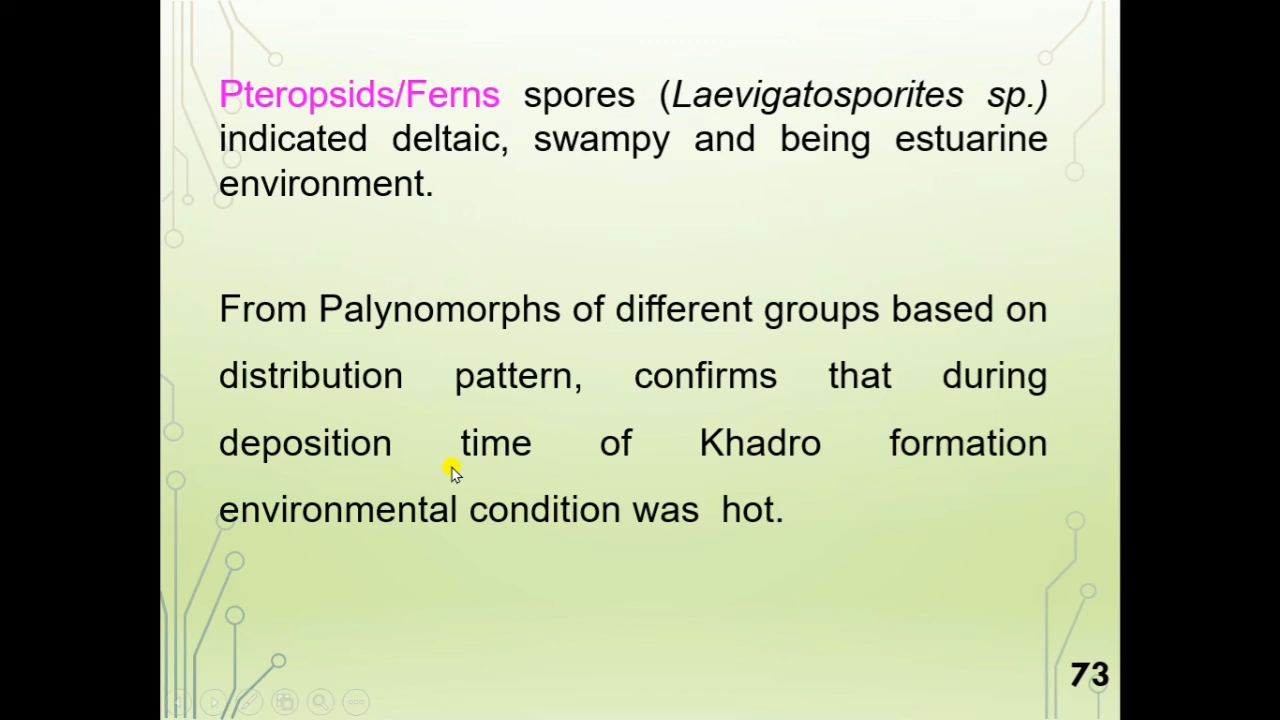 Pteropsids/Ferns spores (Laevigatosporites sp.)
indicated deltaic, swampy and being estuarine
environment.
From Palynomorphs of different groups based on
distribution pattern, confirms that during
deposition time of Khadro formation
environmental condition was hot.
73